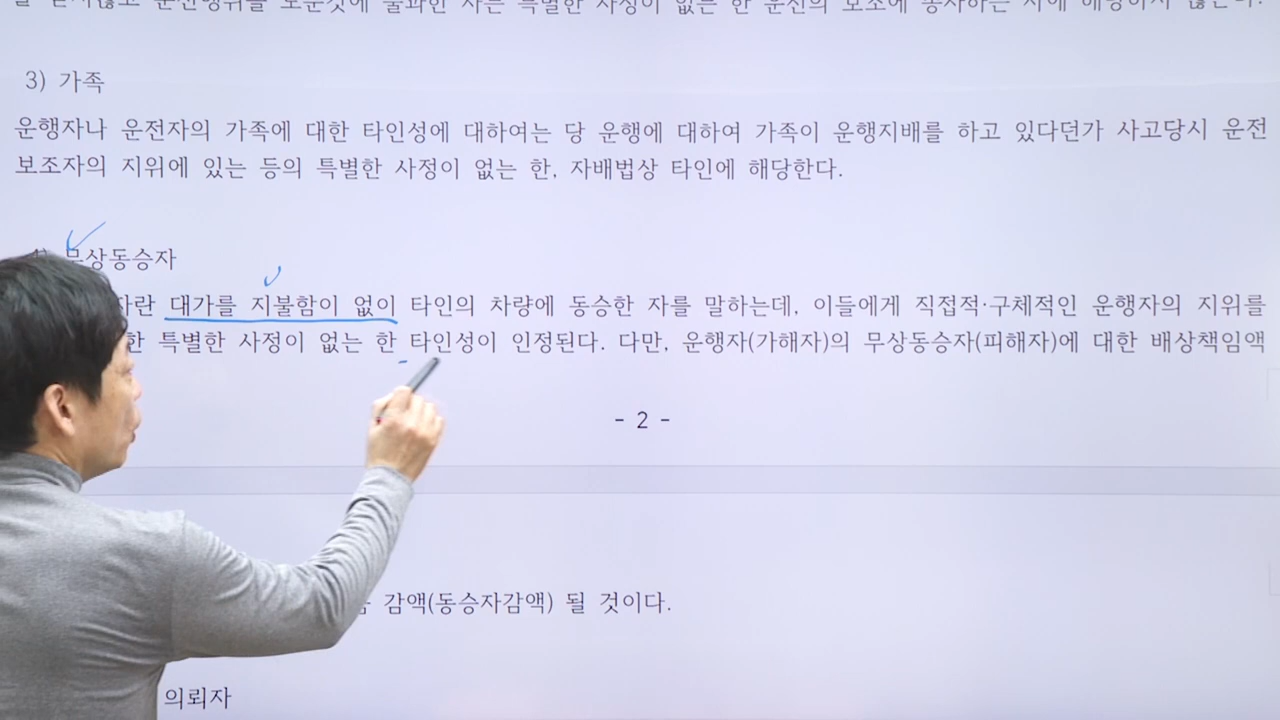 3) 가족
운행자나 운전자의 가족에 대한 타인성에 대하여는 당 운행에 대하여 가족이 운행지배를 하고 있다던가 사고당시 운전
보조자의 지위에 있는 등의 특별한 사정이 없는 한, 자배법상 타인에 해당한다.
무상동승자
자란 대가를 지불함이 없이 타인의 차량에 동승한 자를 말하는데, 이들에게 직접적·구체적인 운행자의 지위를
한 특별한 사정이 없는 한 타인성이 인정된다. 다만, 운행자(가해자)의 무상동승자(피해자)에 대한 배상책임액
- 2 -
감액(동승자감액) 될 것이다.
의뢰자